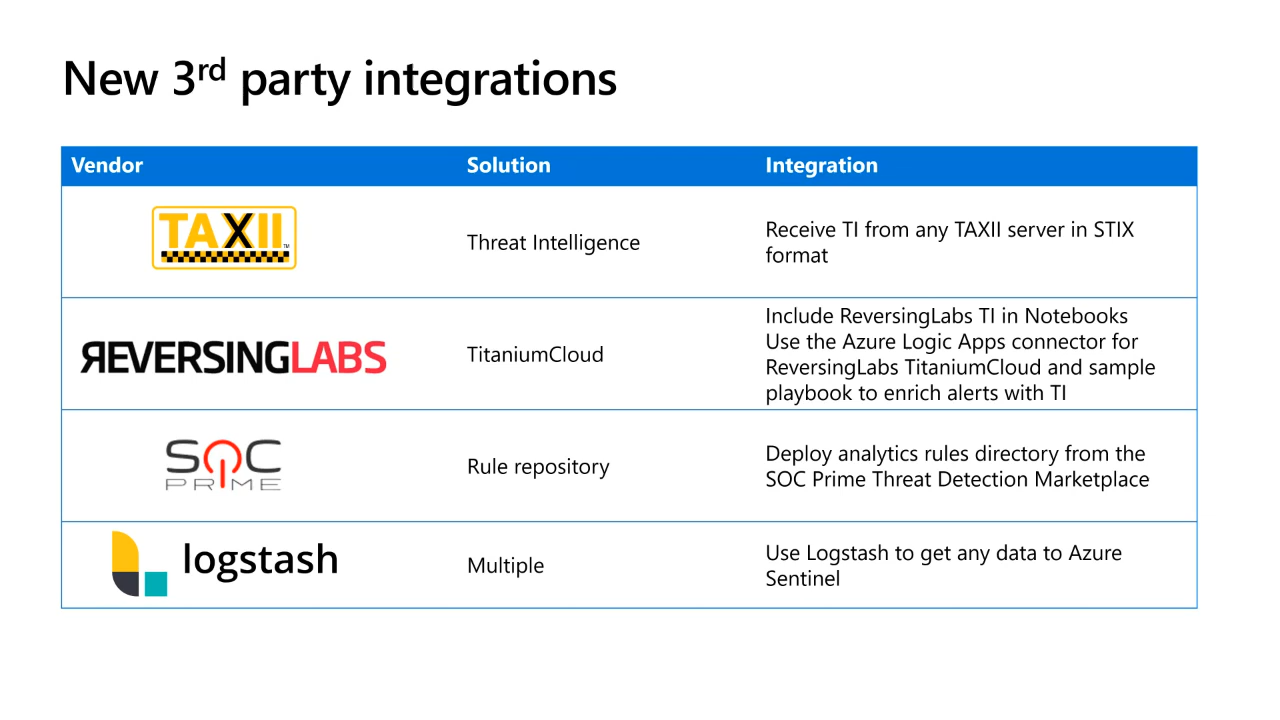 New 3rd party integrations
Vendor Solution Integration
TAXII™
Threat Intelligence
Receive TI from any TAXII server in STIX
format
REVERSINGLABS
TitaniumCloud
Include ReversingLabs TI in Notebooks
Use the Azure Logic Apps connector for
ReversingLabs TitaniumCloud and sample
playbook to enrich alerts with TI
SOC
PRIME
Rule repository
Deploy analytics rules directory from the
SOC Prime Threat Detection Marketplace
logstash
Multiple
Use Logstash to get any data to Azure
Sentinel